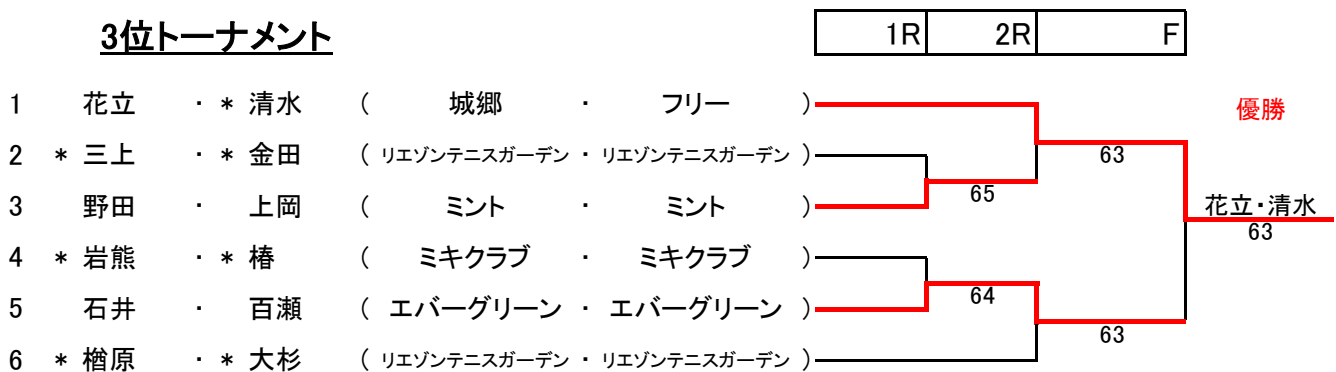 3位トーナメント 1R 2R F
1 花立 ・ * 清水 ( 城郷 ・ フリー )
優勝
2 * 三上 ・ * 金田 ( リエゾンテニスガーデン ・ リエゾンテニスガーデン )
63
65
3 野田 ・ 上岡 ( ミント ・ ミント )
花立・清水
63
4 * 岩熊 ・ * 椿 ( ミキクラブ ・ ミキクラブ )
64
5 石井 ・ 百瀬 ( エバーグリーン ・ エバーグリーン )
63
6 * 楢原 ・ * 大杉 ( リエゾンテニスガーデン ・ リエゾンテニスガーデン )